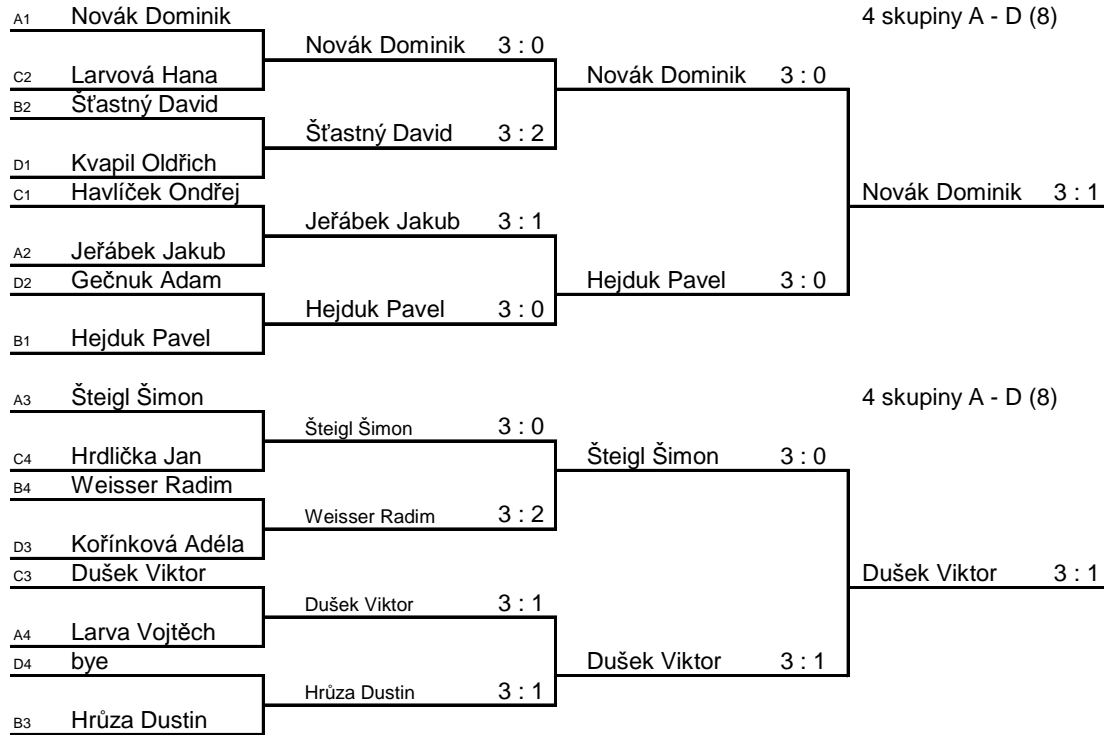 A1 Novák Dominik 4 skupiny A - D (8)
Novák Dominik 3 : 0
C2 Larvová Hana Novák Dominik 3 : 0
B2 Šťastný David
Šťastný David 3 : 2
D1 Kvapil Oldřich
C1 Havlíček Ondřej Novák Dominik 3 : 1
Jeřábek Jakub 3 : 1
A2 Jeřábek Jakub
D2 Gečnuk Adam Hejduk Pavel 3 : 0
Hejduk Pavel 3 : 0
B1 Hejduk Pavel
A3 Šteigl Šimon 4 skupiny A - D (8)
Šteigl Šimon 3 : 0
C4 Hrdlička Jan Šteigl Šimon 3 : 0
B4 Weisser Radim
Weisser Radim 3 : 2
D3 Kořínková Adéla
C3 Dušek Viktor Dušek Viktor 3 : 1
Dušek Viktor 3 : 1
A4 Larva Vojtěch
D4 bye Dušek Viktor 3 : 1
Hrůza Dustin 3 : 1
B3 Hrůza Dustin